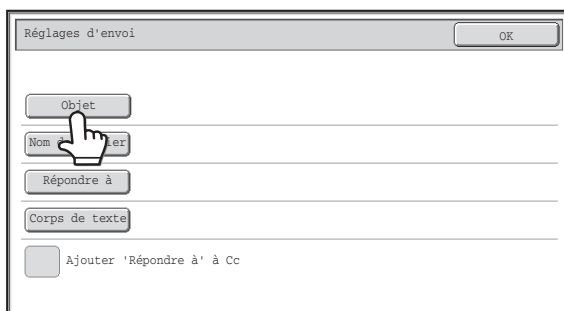 Réglages d'envoi
OK
Objet
Nom
Répondre à
Corps de texte
Ajouter 'Répondre à' à Cc